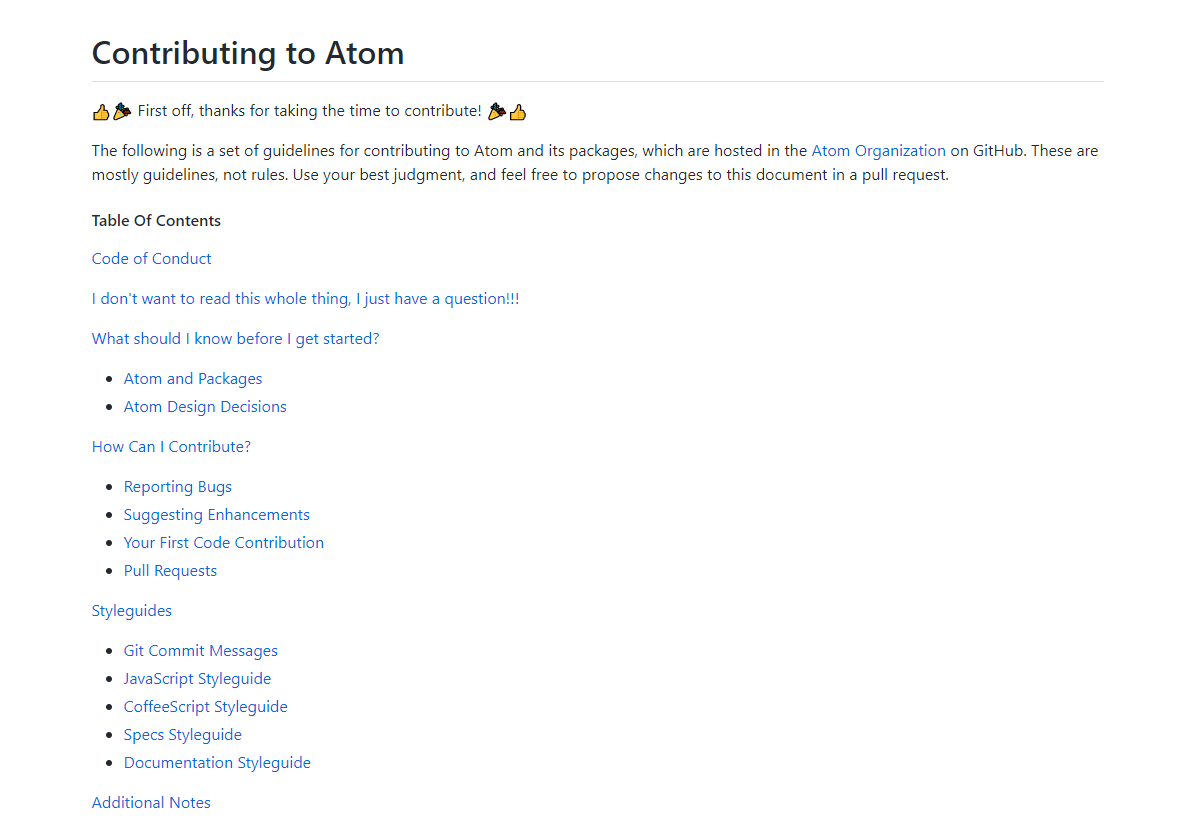 Contributing to Atom
👍🎉 First off, thanks for taking the time to contribute! 🎉👍
The following is a set of guidelines for contributing to Atom and its packages, which are hosted in the Atom Organization on GitHub. These are
mostly guidelines, not rules. Use your best judgment, and feel free to propose changes to this document in a pull request.
Table Of Contents
Code of Conduct
I don't want to read this whole thing, I just have a question!!!
What should I know before I get started?
• Atom and Packages
• Atom Design Decisions
How Can I Contribute?
• Reporting Bugs
• Suggesting Enhancements
• Your First Code Contribution
• Pull Requests
Styleguides
• Git Commit Messages
• JavaScript Styleguide
• CoffeeScript Styleguide
• Specs Styleguide
• Documentation Styleguide
Additional Notes